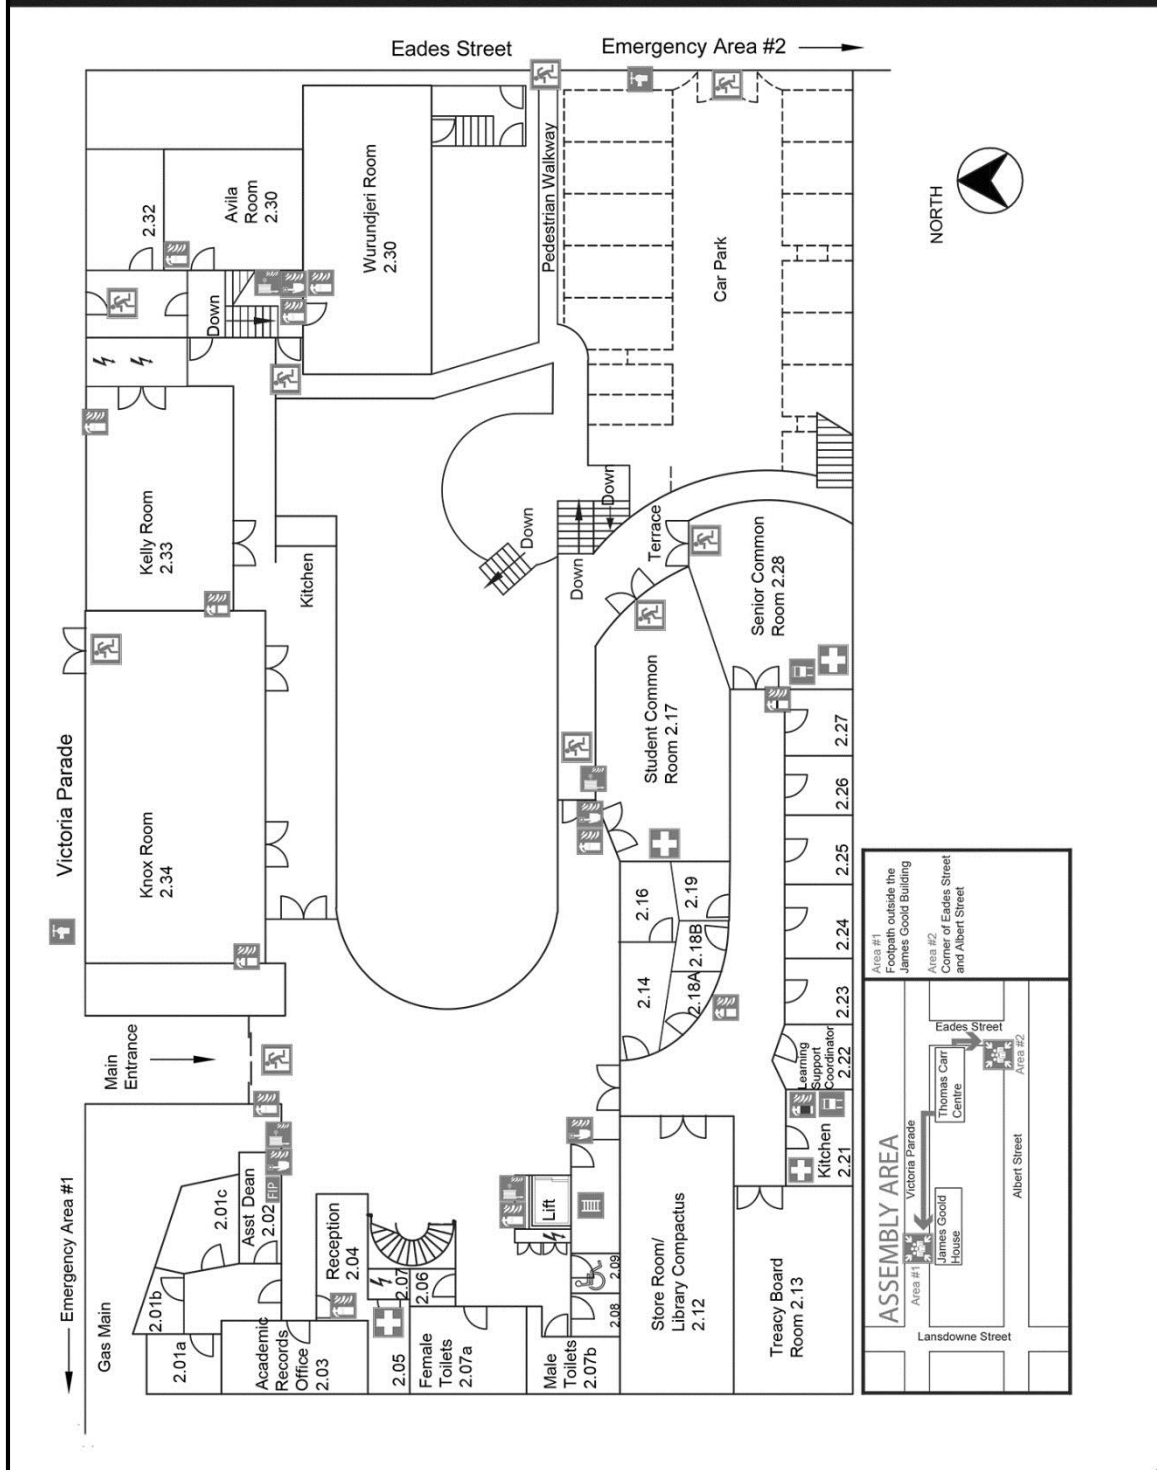 Eades Street
Emergency Area #2
2.32
Avila
Room
2.30
Wurundjeri Room
2.30
Pedestrian Walkway
Car Park
NORTH
Down
Kelly Room
2.33
Kitchen
Down
Down
Down
Terrace
Senior Common
Room 2.28
Student Common
Room 2.17
Victoria Parade
Knox Room
2.34
2.27
2.26
2.25
2.24
2.23
2.16
2.19
2.18B
2.14
2.18A
Learning
Support
Coordinator
2.22
Main
Entrance
Kitchen
2.21
Emergency Area #1
Gas Main
2.01c
Asst Dean
2.02
FIP
2.01b
2.01a
Academic
Records
Office
2.03
Reception
2.04
2.07
2.06
2.05
Female
Toilets
2.07a
Lift
2.09
2.08
Male
Toilets
2.07b
Store Room/
Library Compactus
2.12
Treacy Board
Room 2.13
Area #1
Footpath outside the
James Goold Building
Area #2
Corner of Eades Street
and Albert Street
ASSEMBLY AREA
Victoria Parade
Eades Street
Thomas Carr
Centre
Area #2
James Goold
House
Area #1
Albert Street
Lansdowne Street